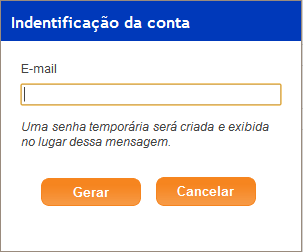 Indentificação da conta
E-mail
Uma senha temporária será criada e exibida
no lugar dessa mensagem.
Gerar
Cancelar